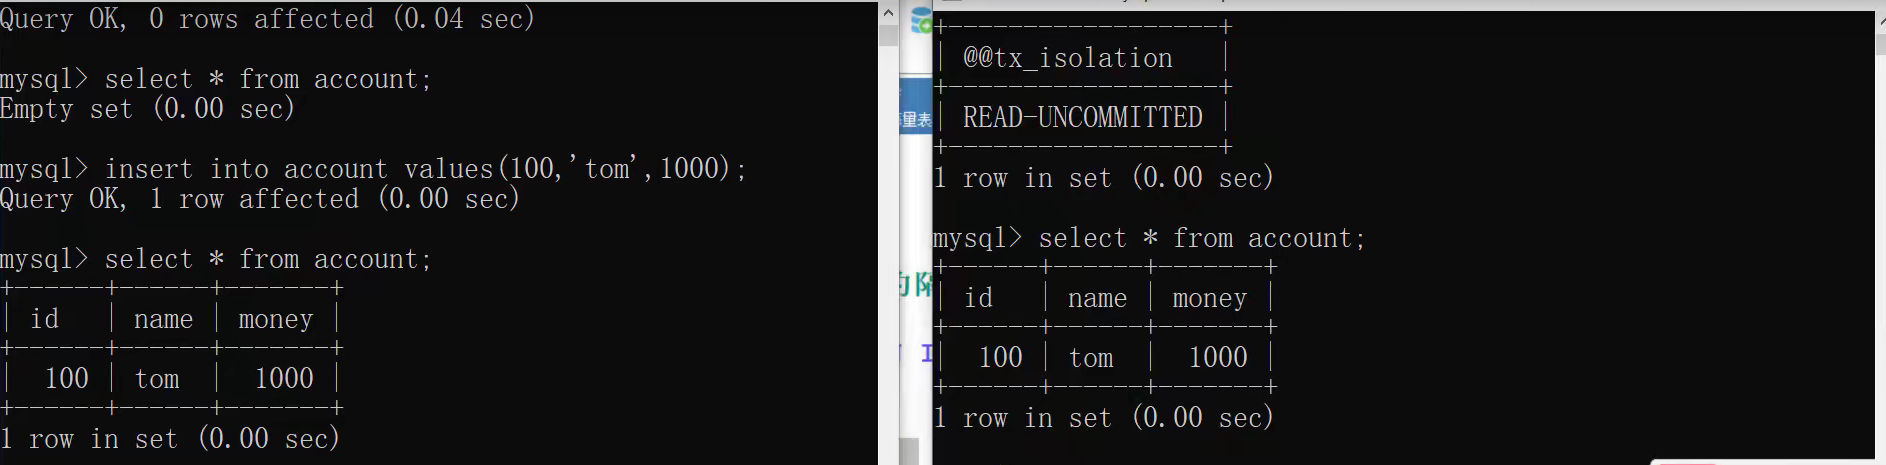 Query OK, 0 rows affected (0.04 sec)
mysql> select * from account;
Empty set (0.00 sec)
mysql> insert into account values(100,'tom',1000);
Query OK, 1 row affected (0.00 sec)
mysql> select * from account;
+------+------+-------+
| id   | name | money |
+------+------+-------+
|  100 | tom  |  1000 |
+------+------+-------+
1 row in set (0.00 sec)
量表
的隔
+------------------+
| @@tx_isolation   |
+------------------+
| READ-UNCOMMITTED |
+------------------+
1 row in set (0.00 sec)
mysql> select * from account;
+------+------+-------+
| id   | name | money |
+------+------+-------+
|  100 | tom  |  1000 |
+------+------+-------+
1 row in set (0.00 sec)